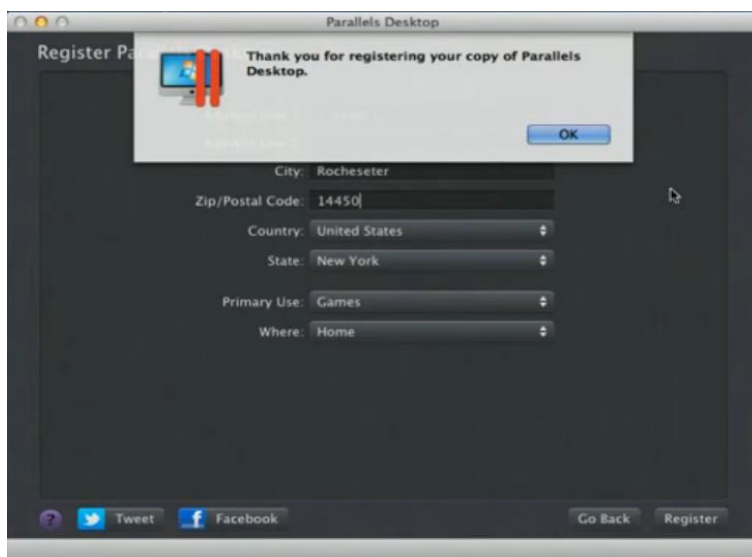 Parallels Desktop
Register Pa
Thank you for registering your copy of Parallels
Desktop.
OK
City: Rocheseter
Zip/Postal Code: 14450
Country: United States
State: New York
Primary Use: Games
Where: Home
? Tweet f Facebook Go Back Register